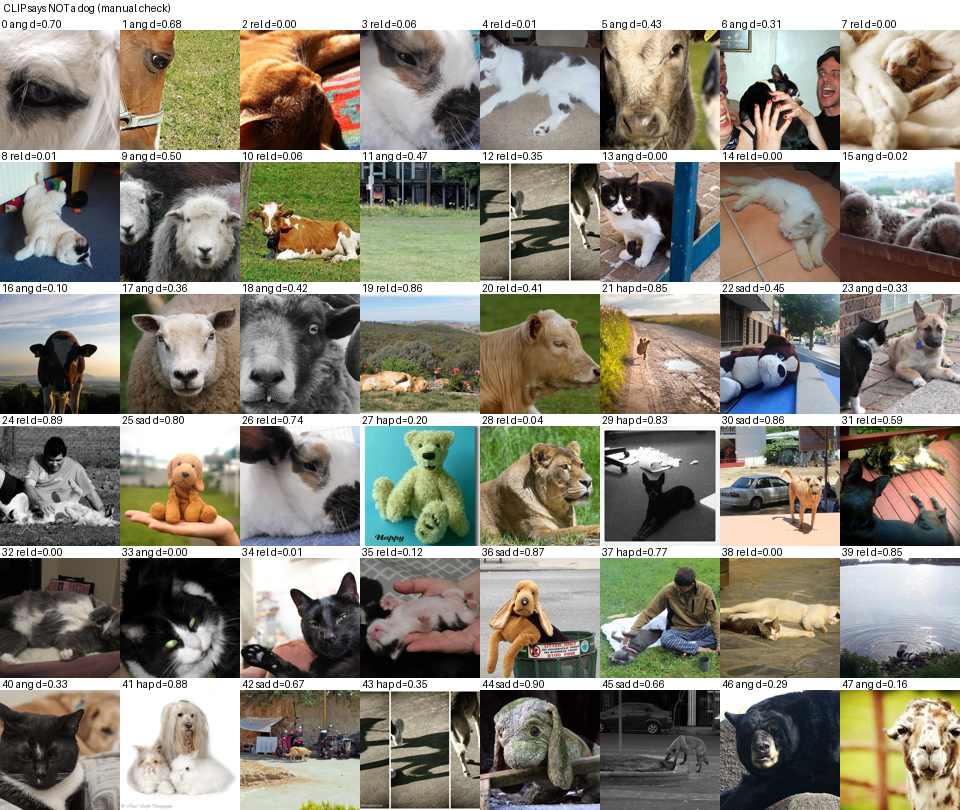 CLIP says NOT a dog (manual check)
0 ang d=0.70 1 ang d=0.68 2 rel d=0.00 3 rel d=0.06 4 rel d=0.01 5 ang d=0.43 6 ang d=0.31 7 rel d=0.00
8 rel d=0.01 9 ang d=0.50 10 rel d=0.06 11 ang d=0.47 12 rel d=0.35 13 ang d=0.00 14 rel d=0.00 15 ang d=0.02
16 ang d=0.10 17 ang d=0.36 18 ang d=0.42 19 rel d=0.86 20 rel d=0.41 21 hap d=0.85 22 sad d=0.45 23 ang d=0.33
24 rel d=0.89 25 sad d=0.80 26 rel d=0.74 27 hap d=0.20 28 rel d=0.04 29 hap d=0.83 30 sad d=0.86 31 rel d=0.59
Happy
32 rel d=0.00 33 ang d=0.00 34 rel d=0.01 35 rel d=0.12 36 sad d=0.87 37 hap d=0.77 38 rel d=0.00 39 rel d=0.85
40 ang d=0.33 41 hap d=0.88 42 sad d=0.67 43 hap d=0.35 44 sad d=0.90 45 sad d=0.66 46 ang d=0.29 47 ang d=0.16